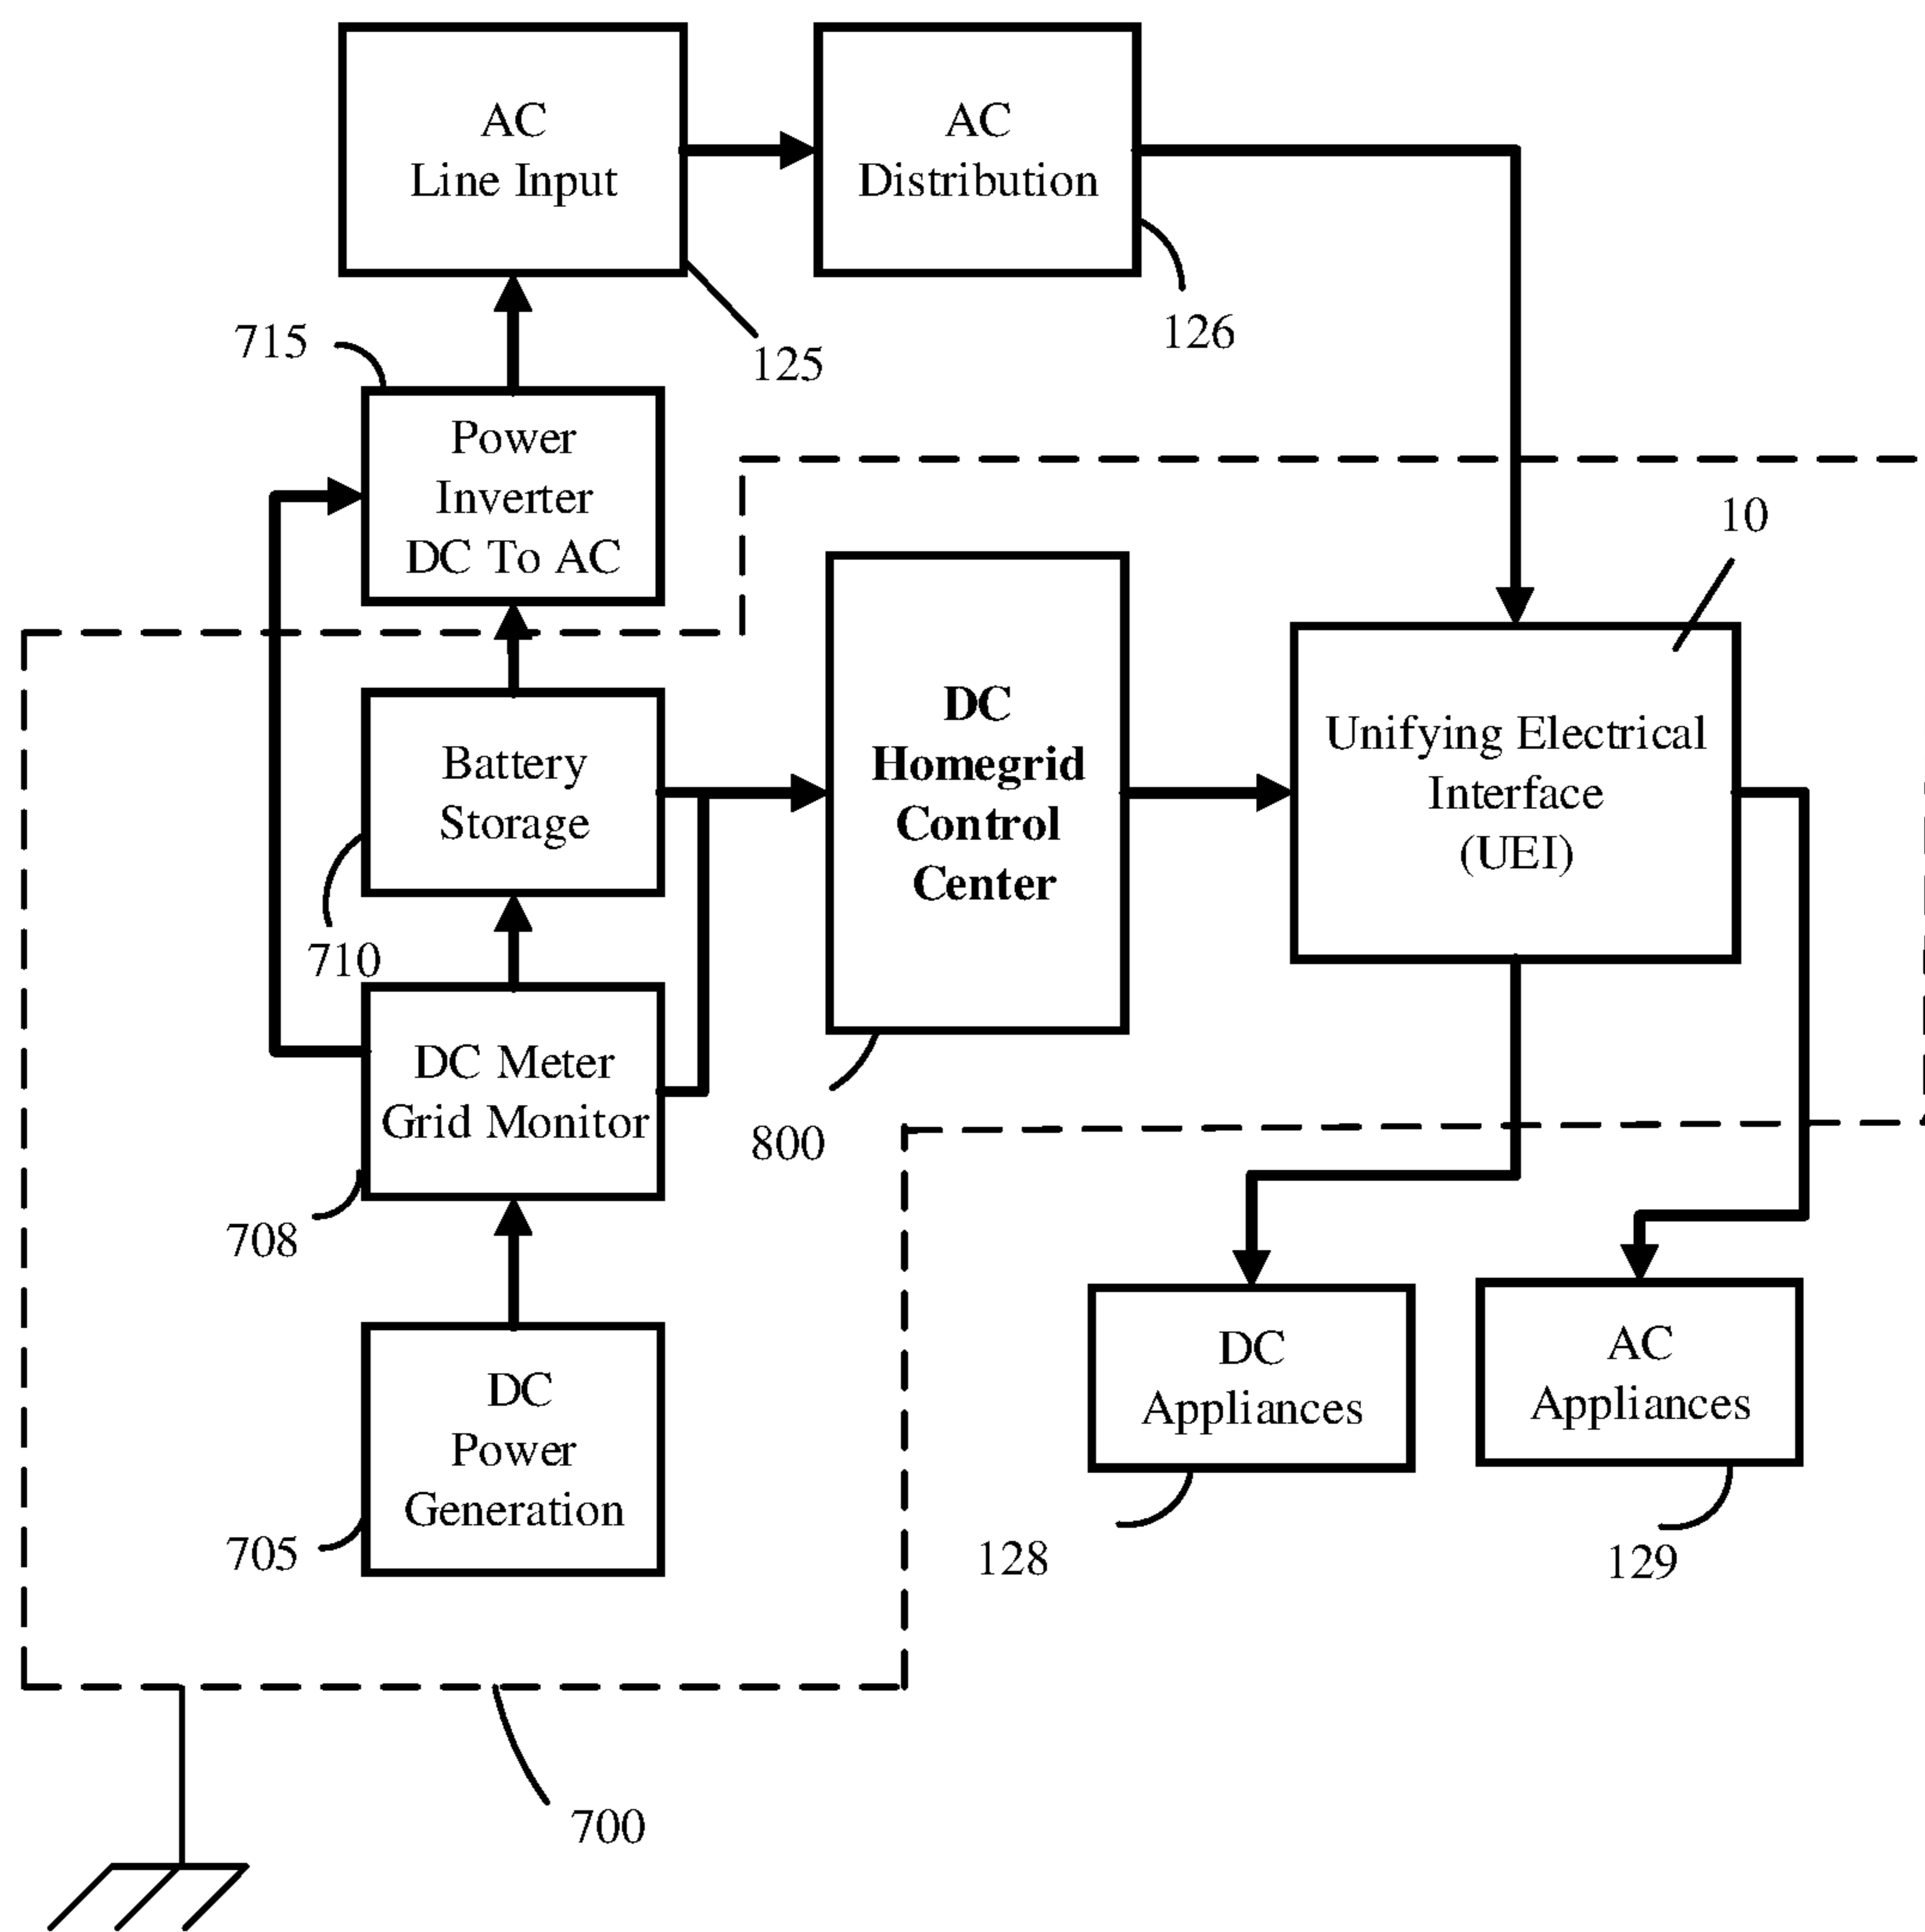 AC
Line Input
AC
Distribution
126
125
715
Power
Inverter
DC To AC
10
DC
Homegrid
Control
Center
Unifying Electrical
Interface
(UEI)
Battery
Storage
710
DC Meter
Grid Monitor
800
708
DC
Power
Generation
705
DC
Appliances
AC
Appliances
128
129
700